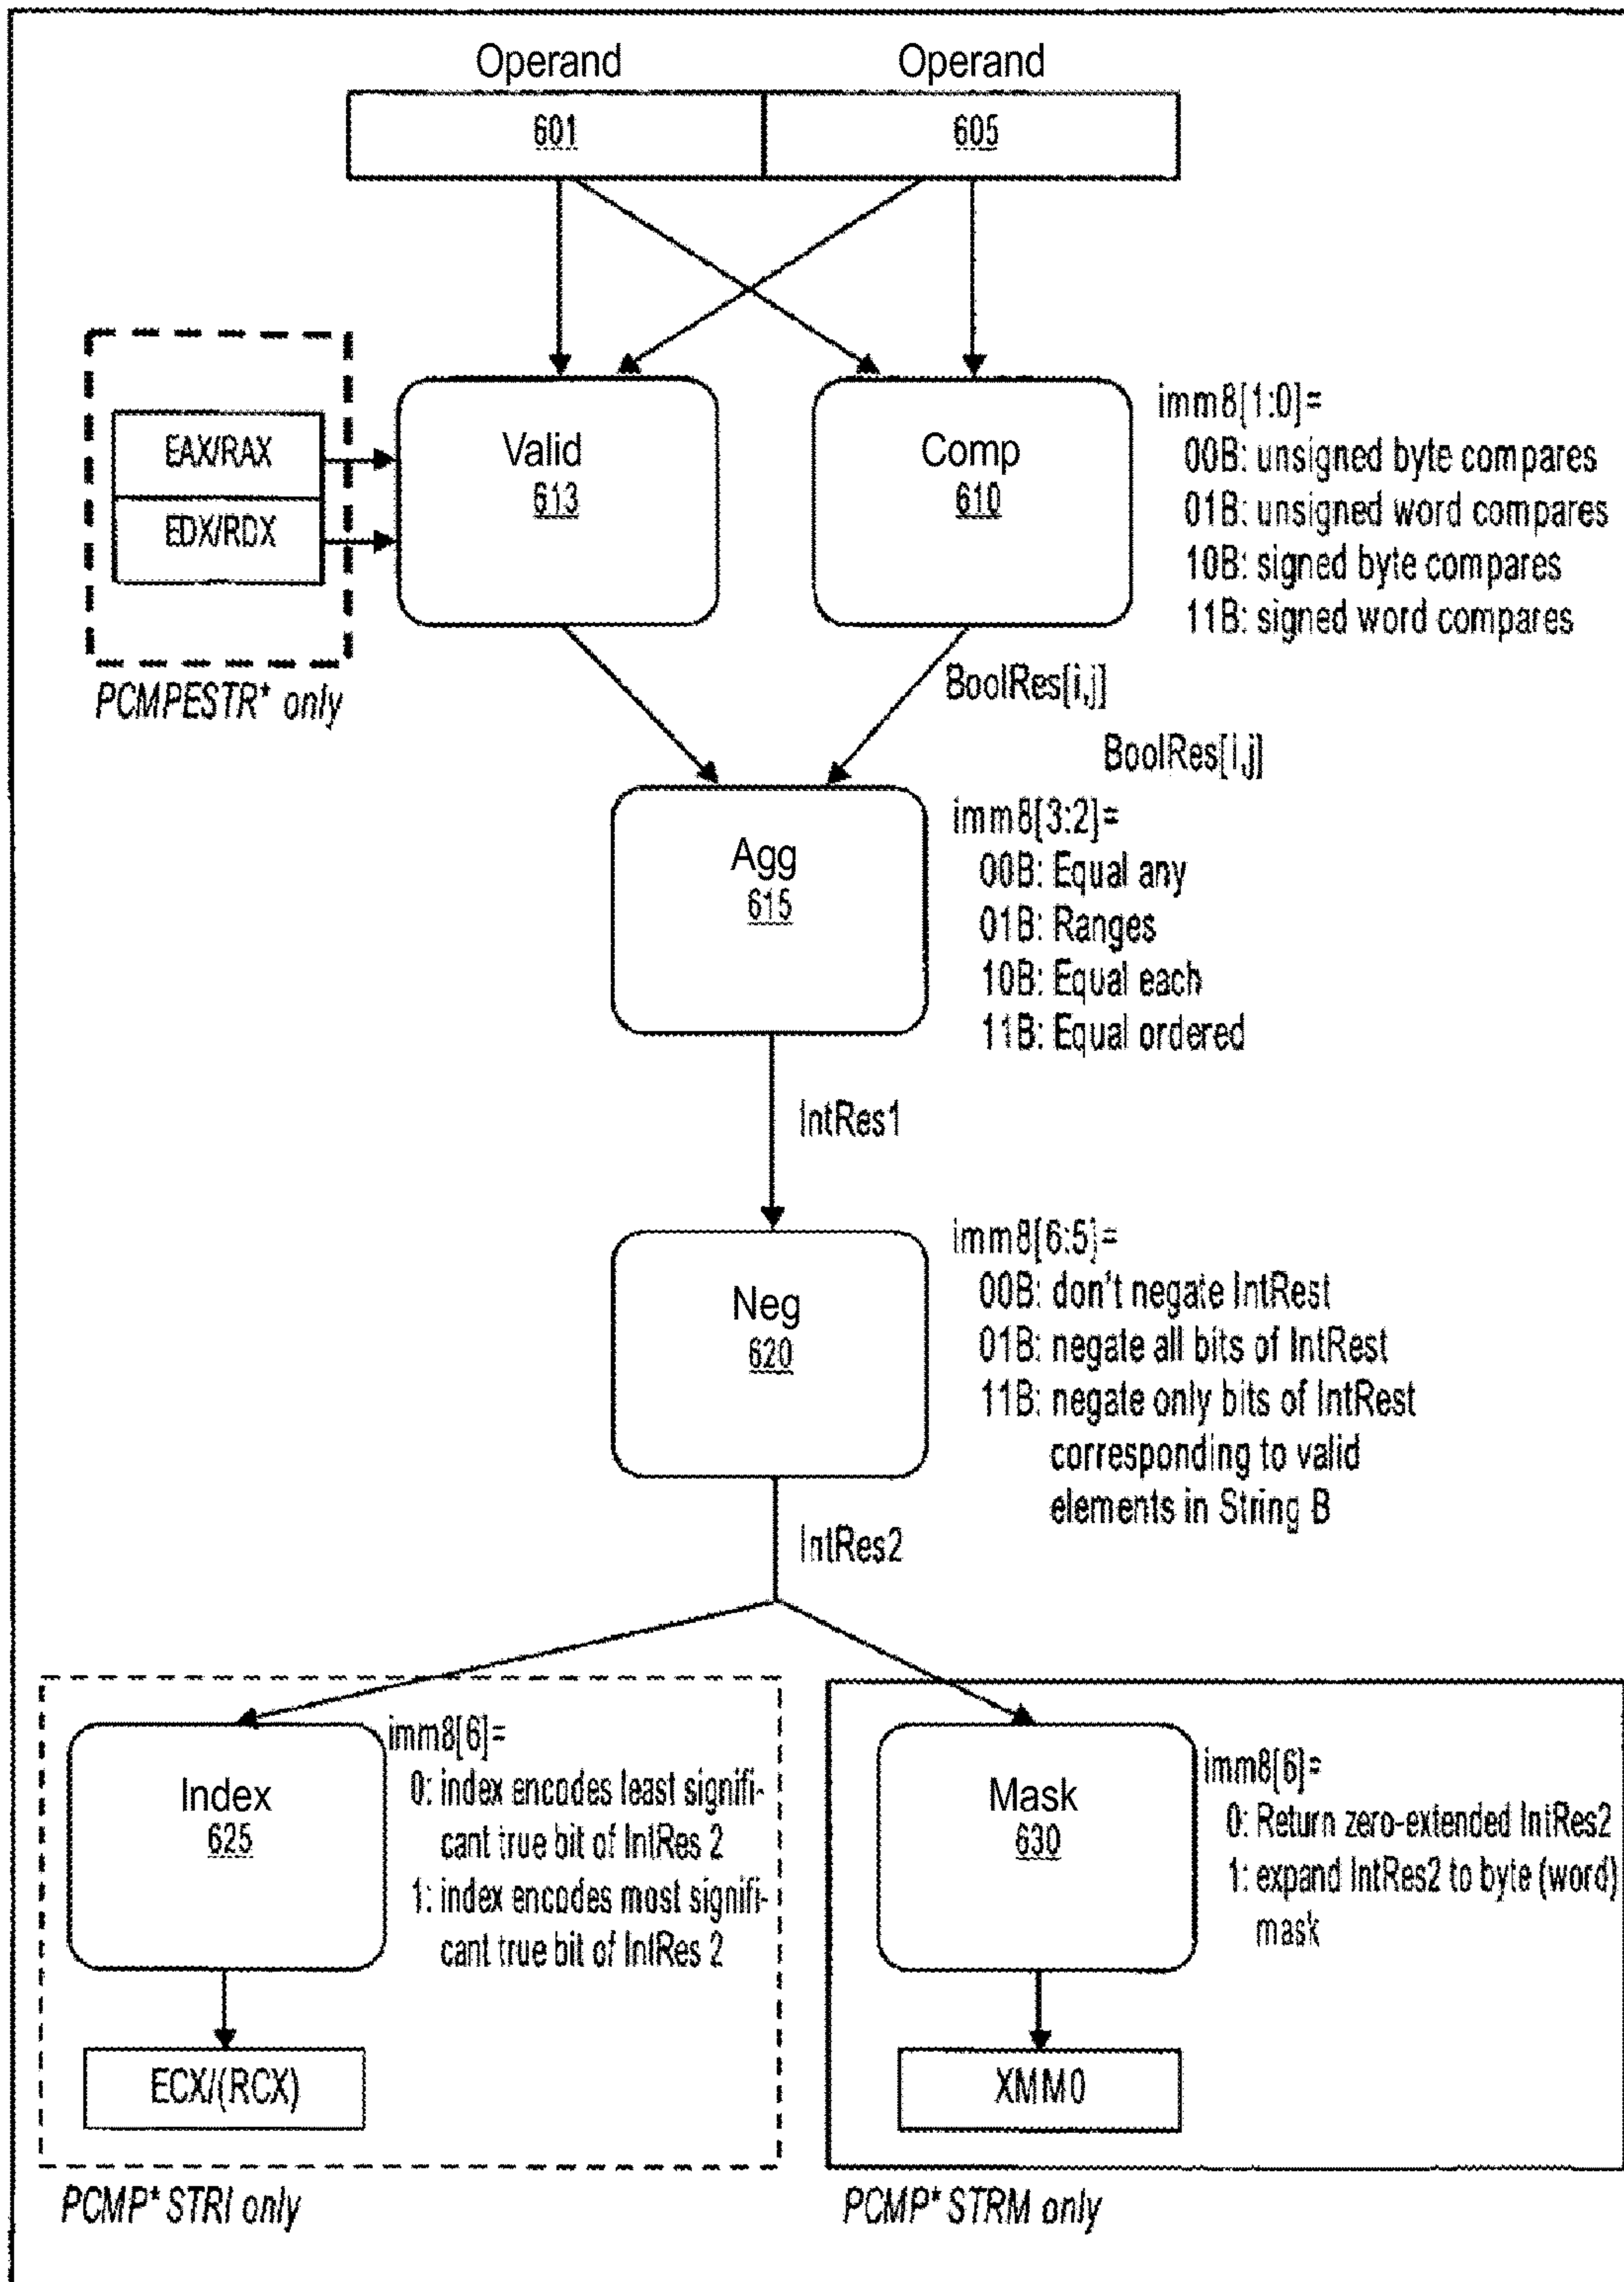 Operand Operand
601 605
EAX/RAX
EDX/RDX
PCMPESTR* only
Valid
613
Comp
610
imm8[1:0]=
00B: unsigned byte compares
01B: unsigned word compares
10B: signed byte compares
11B: signed word compares
BoolRes[i,j]
BoolRes[i,j]
Agg
615
imm8[3:2]=
00B: Equal any
01B: Ranges
10B: Equal each
11B: Equal ordered
IntRes1
Neg
620
imm8[6:5]=
00B: don't negate IntRest
01B: negate all bits of IntRest
11B: negate only bits of IntRest
corresponding to valid
elements in String B
IntRes2
Index
625
imm8[6]=
0: index encodes least signifi-
cant true bit of IntRes 2
1: index encodes most signifi-
cant true bit of IntRes 2
ECX/(RCX)
PCMP* STRI only
Mask
630
imm8[6]=
0: Return zero-extended IntRes2
1: expand IntRes2 to byte (word)
mask
XMM0
PCMP* STRM only